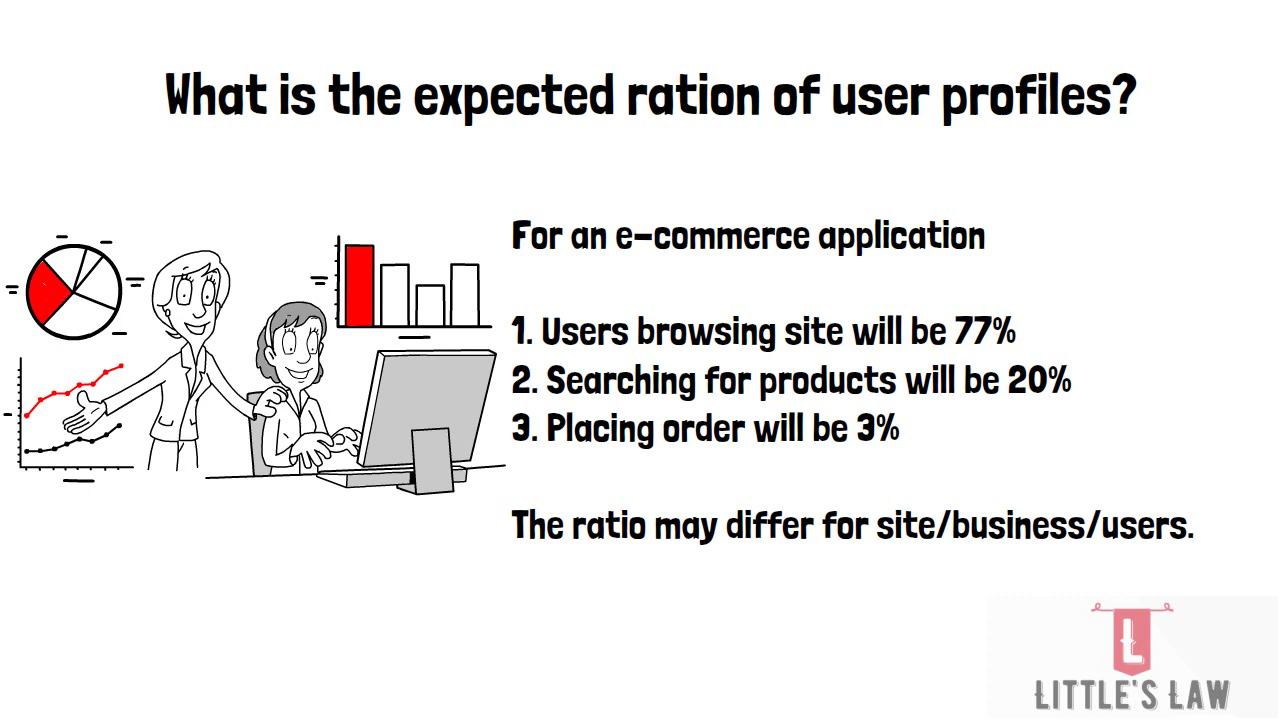 What is the expected ration of user profiles?
For an e-commerce application
1. Users browsing site will be 77%
2. Searching for products will be 20%
3. Placing order will be 3%
The ratio may differ for site/business/users.
L
LITTLE'S LAW